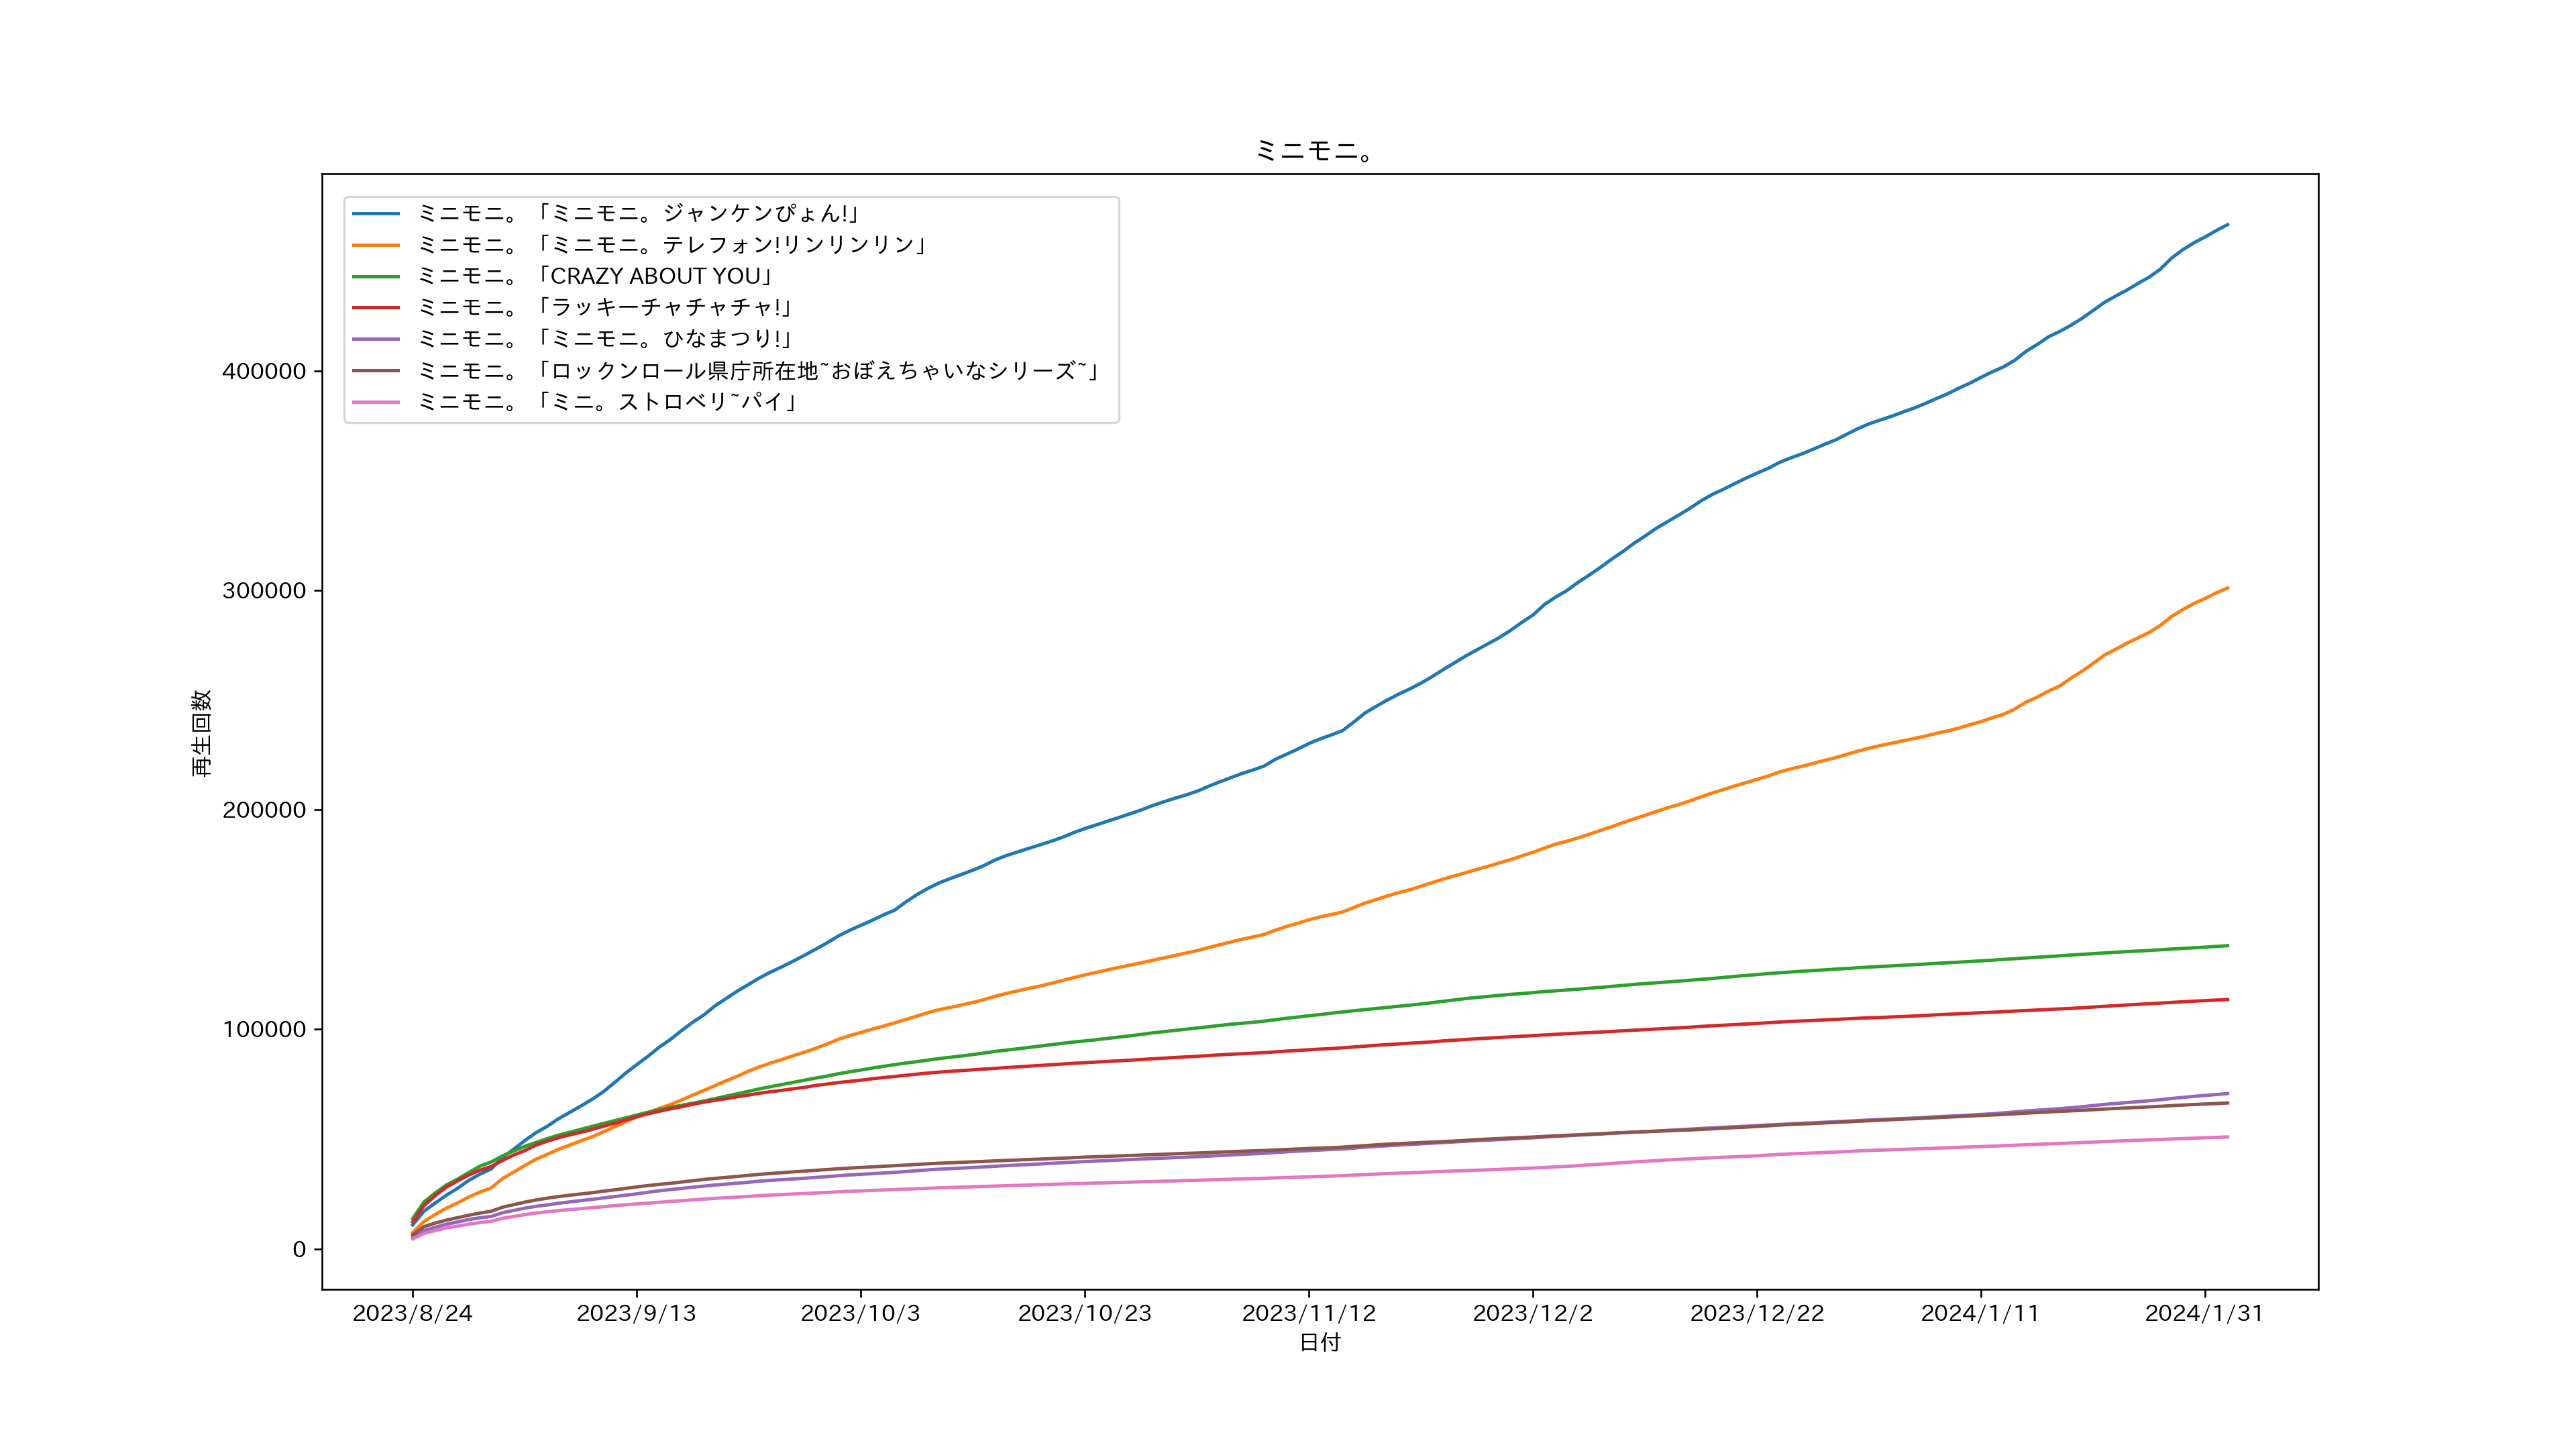 ミニモニ。
ミニモニ。「ミニモニ。ジャンケンぴょん!」
ミニモニ。「ミニモニ。テレフォン!リンリンリン」
ミニモニ。「CRAZY ABOUT YOU」
ミニモニ。「ラッキーチャチャチャ!」
ミニモニ。「ミニモニ。ひなまつり!」
ミニモニ。「ロックンロール県庁所在地~おぼえちゃいなシリーズ~」
ミニモニ。「ミニ。ストロベリ~パイ」
再生回数
400000
300000
200000
100000
0
2023/8/24 2023/9/13 2023/10/3 2023/10/23 2023/11/12 2023/12/2 2023/12/22 2024/1/11 2024/1/31
日付